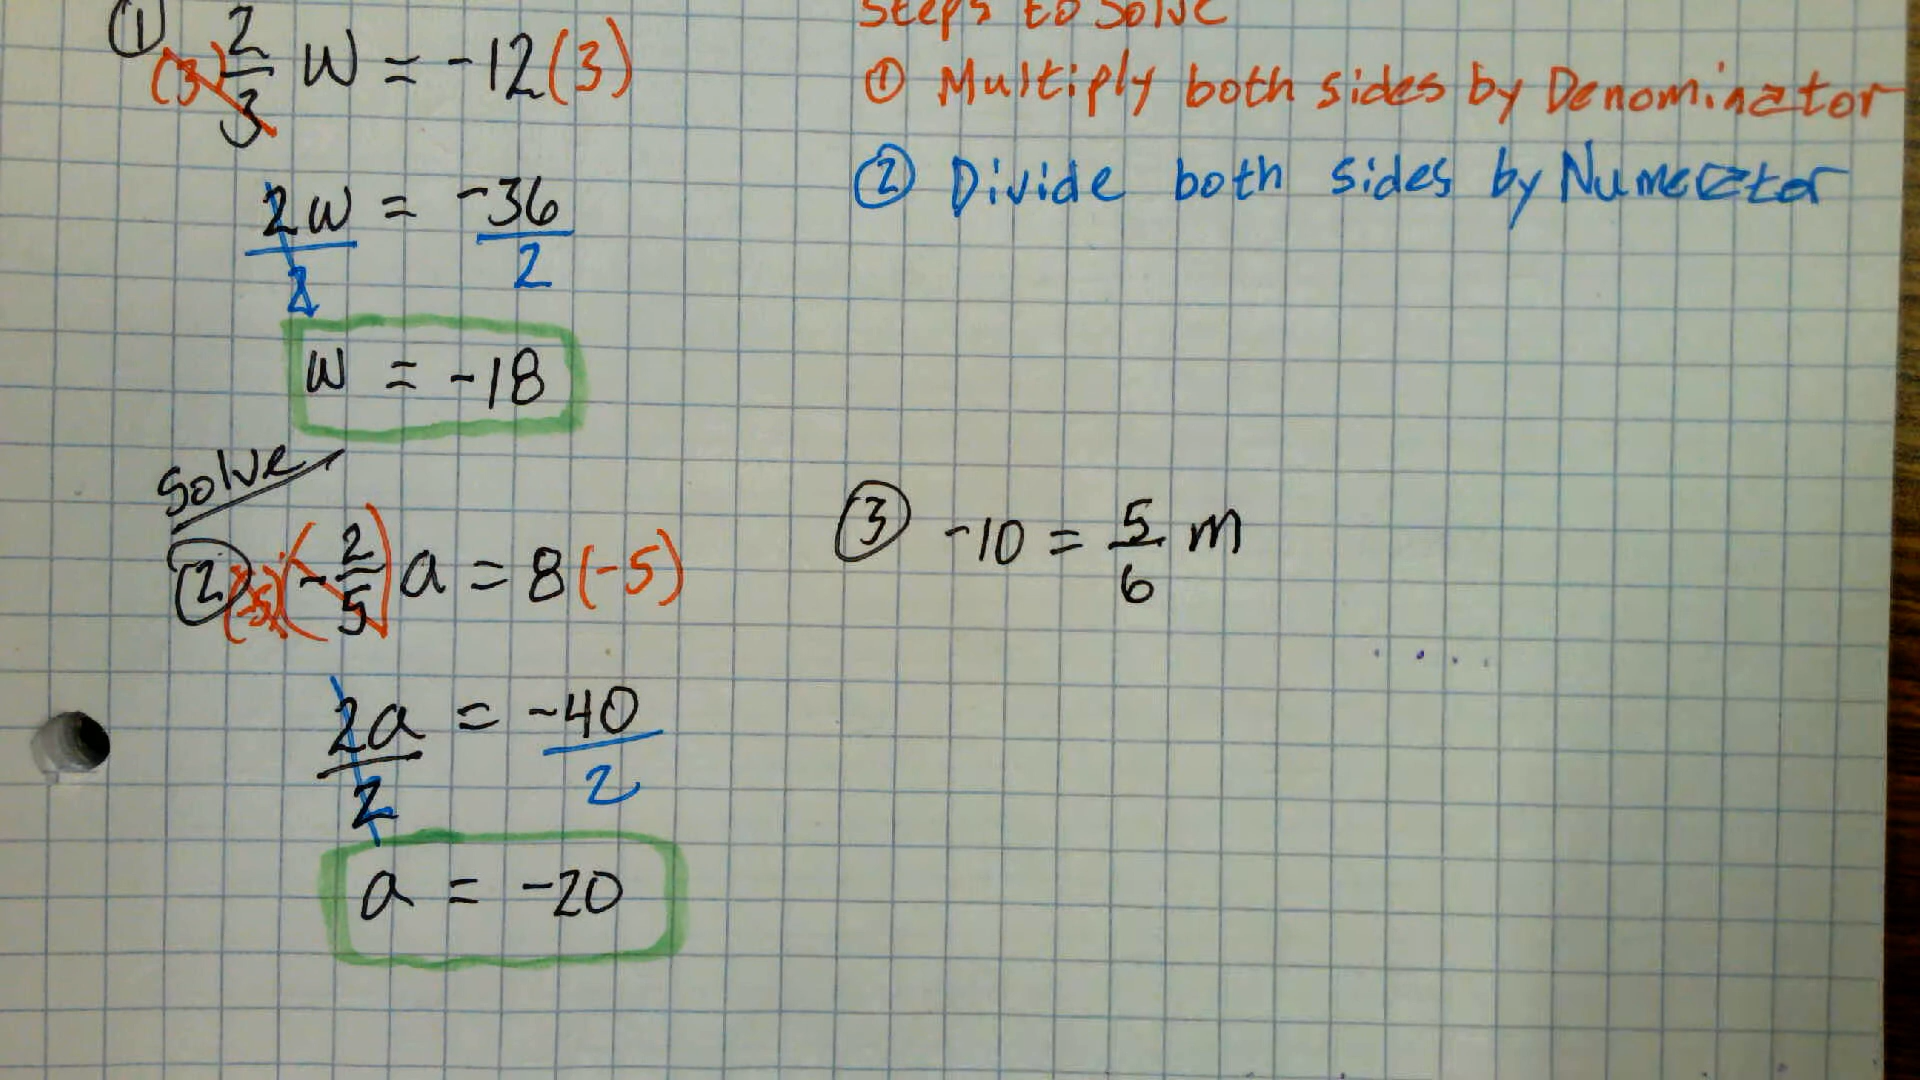 ①
(3) 2/3 w = -12(3)
2w/2 = -36/2
w = -18
Steps to Solve
① Multiply both sides by Denominator
② Divide both sides by Numerator
Solve
② (-5)(-2/5) a = 8(-5)
2a/2 = -40/2
a = -20
③ -10 = 5/6 m